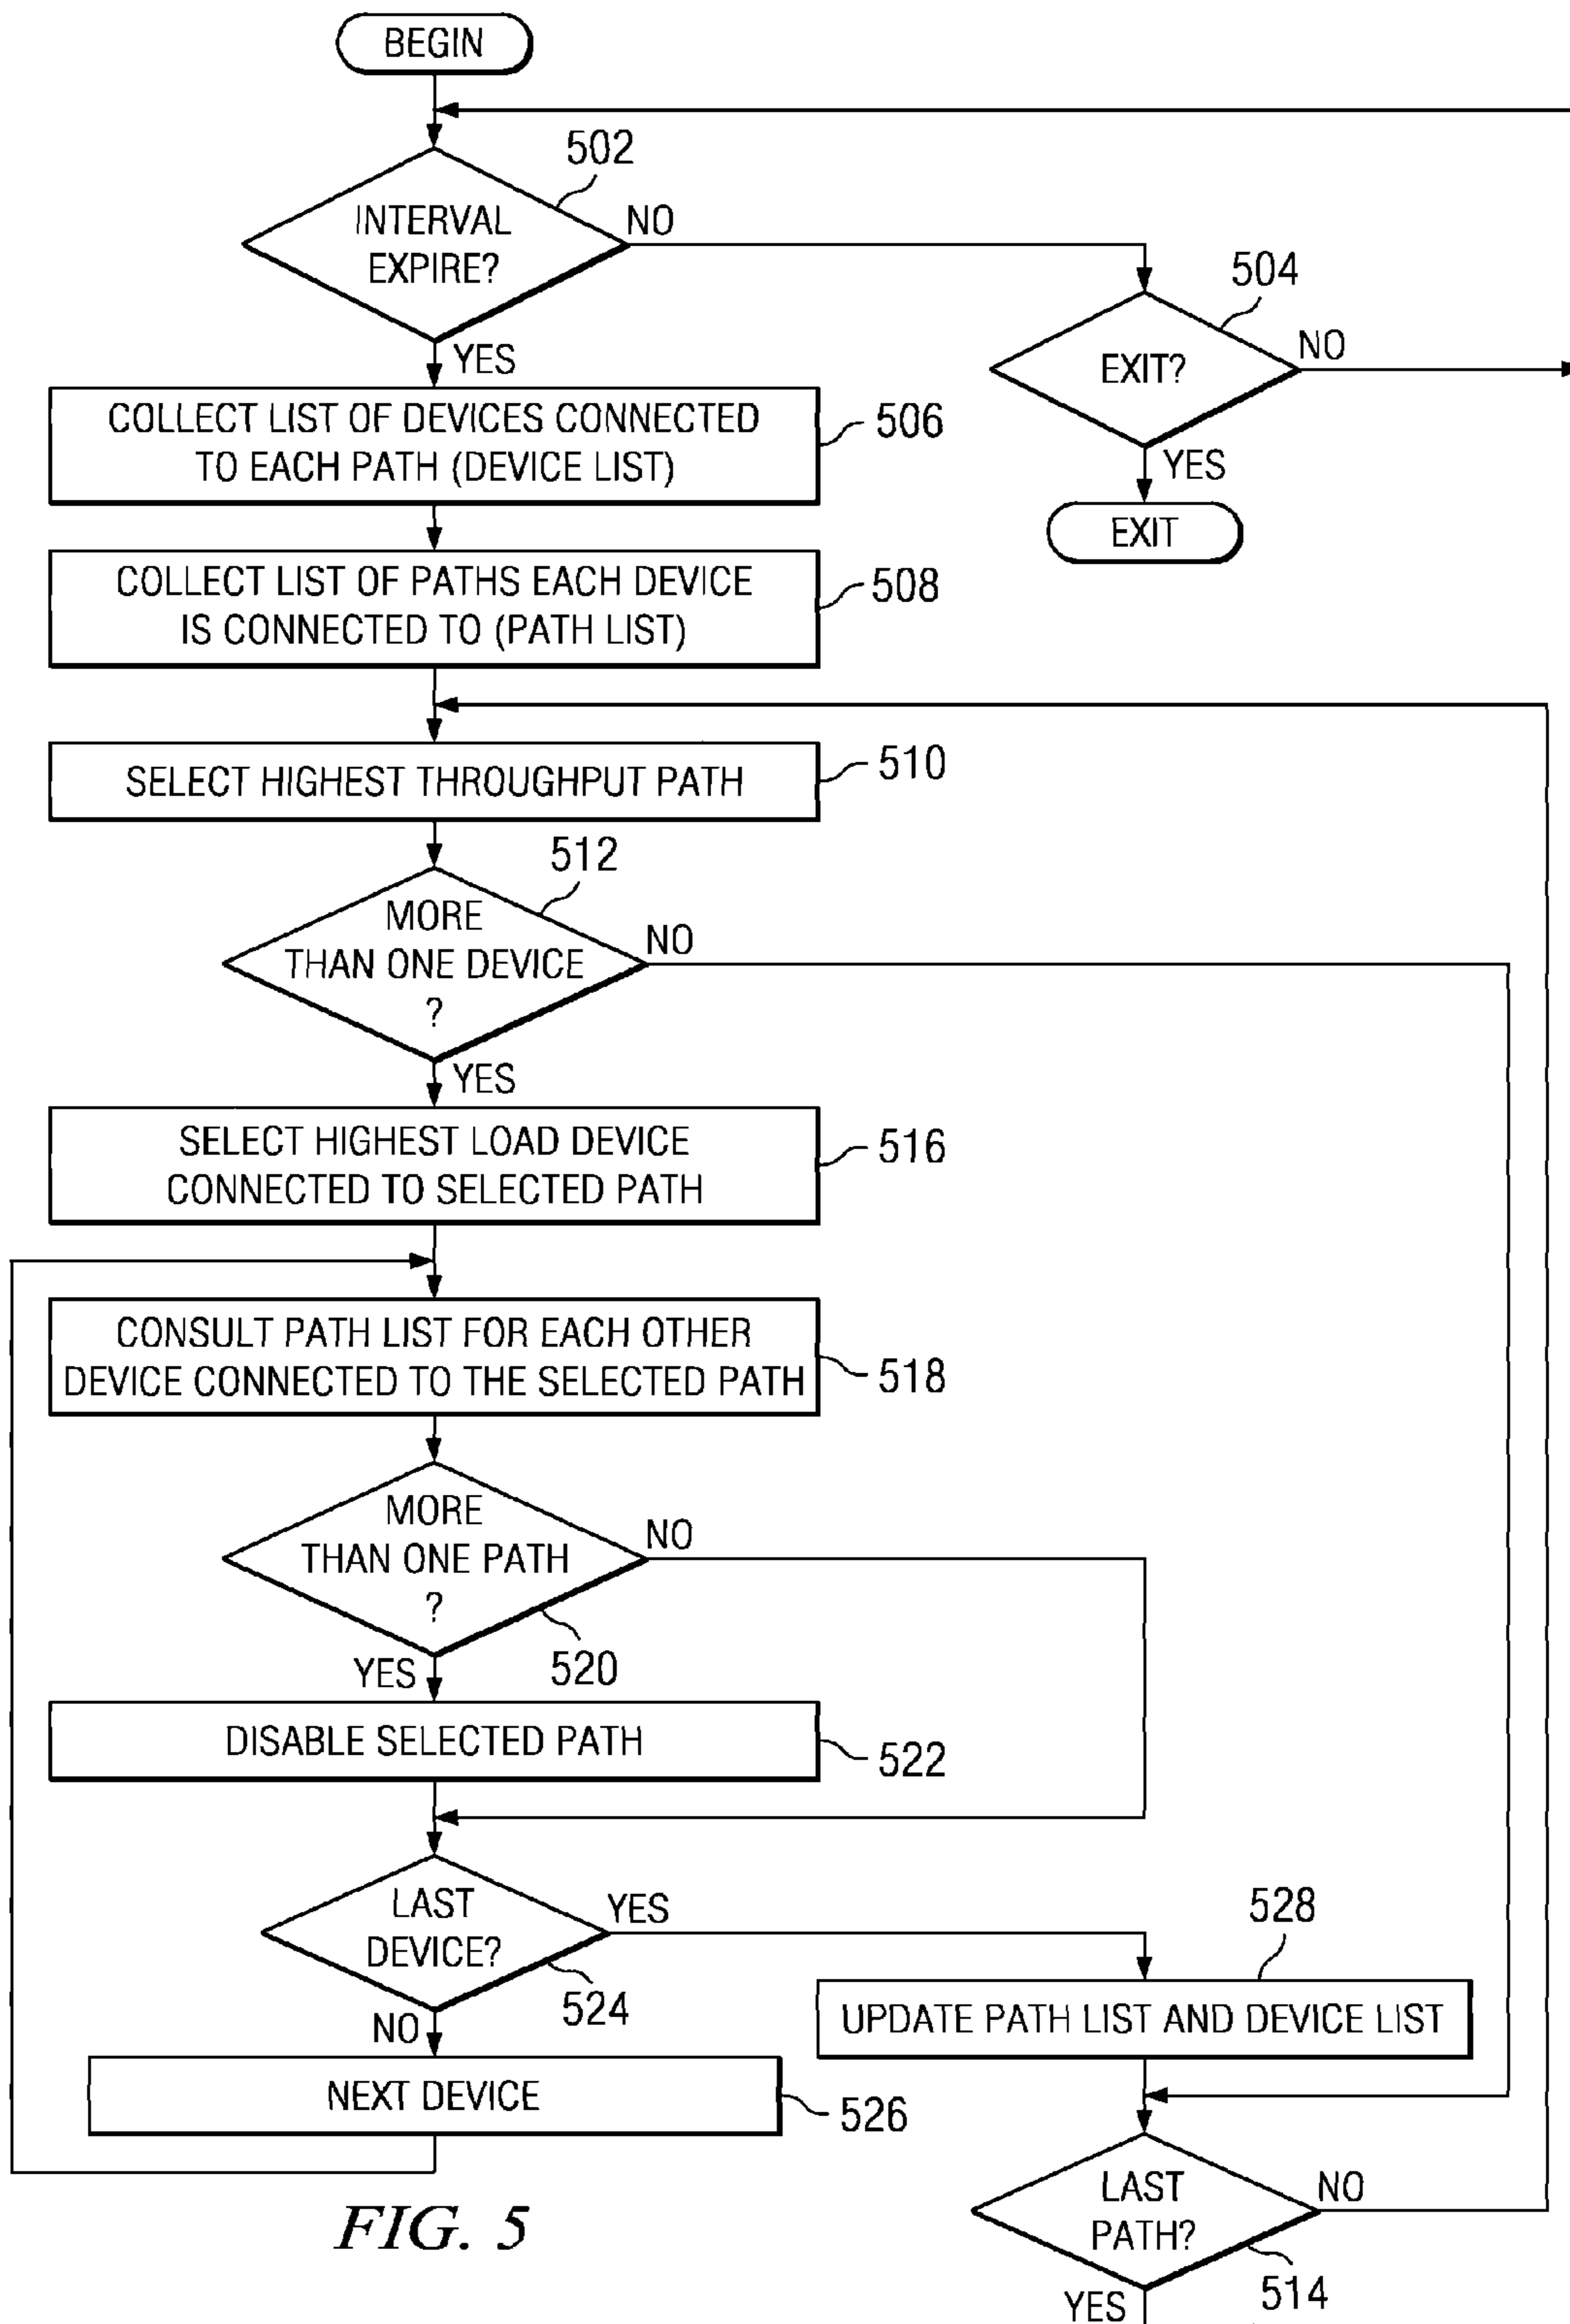 BEGIN
502
INTERVAL
EXPIRE?
NO
YES
504
EXIT?
NO
YES
EXIT
COLLECT LIST OF DEVICES CONNECTED
TO EACH PATH (DEVICE LIST)
506
COLLECT LIST OF PATHS EACH DEVICE
IS CONNECTED TO (PATH LIST)
508
SELECT HIGHEST THROUGHPUT PATH
510
512
MORE
THAN ONE DEVICE
?
NO
YES
SELECT HIGHEST LOAD DEVICE
CONNECTED TO SELECTED PATH
516
CONSULT PATH LIST FOR EACH OTHER
DEVICE CONNECTED TO THE SELECTED PATH
518
MORE
THAN ONE PATH
?
NO
YES
520
DISABLE SELECTED PATH
522
LAST
DEVICE?
YES
524
NO
528
UPDATE PATH LIST AND DEVICE LIST
NEXT DEVICE
526
LAST
PATH?
NO
514
YES
FIG. 5